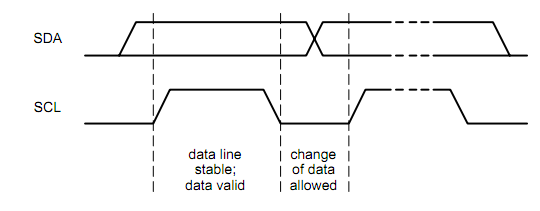 SDA
SCL
data line
stable;
data valid
change
of data
allowed